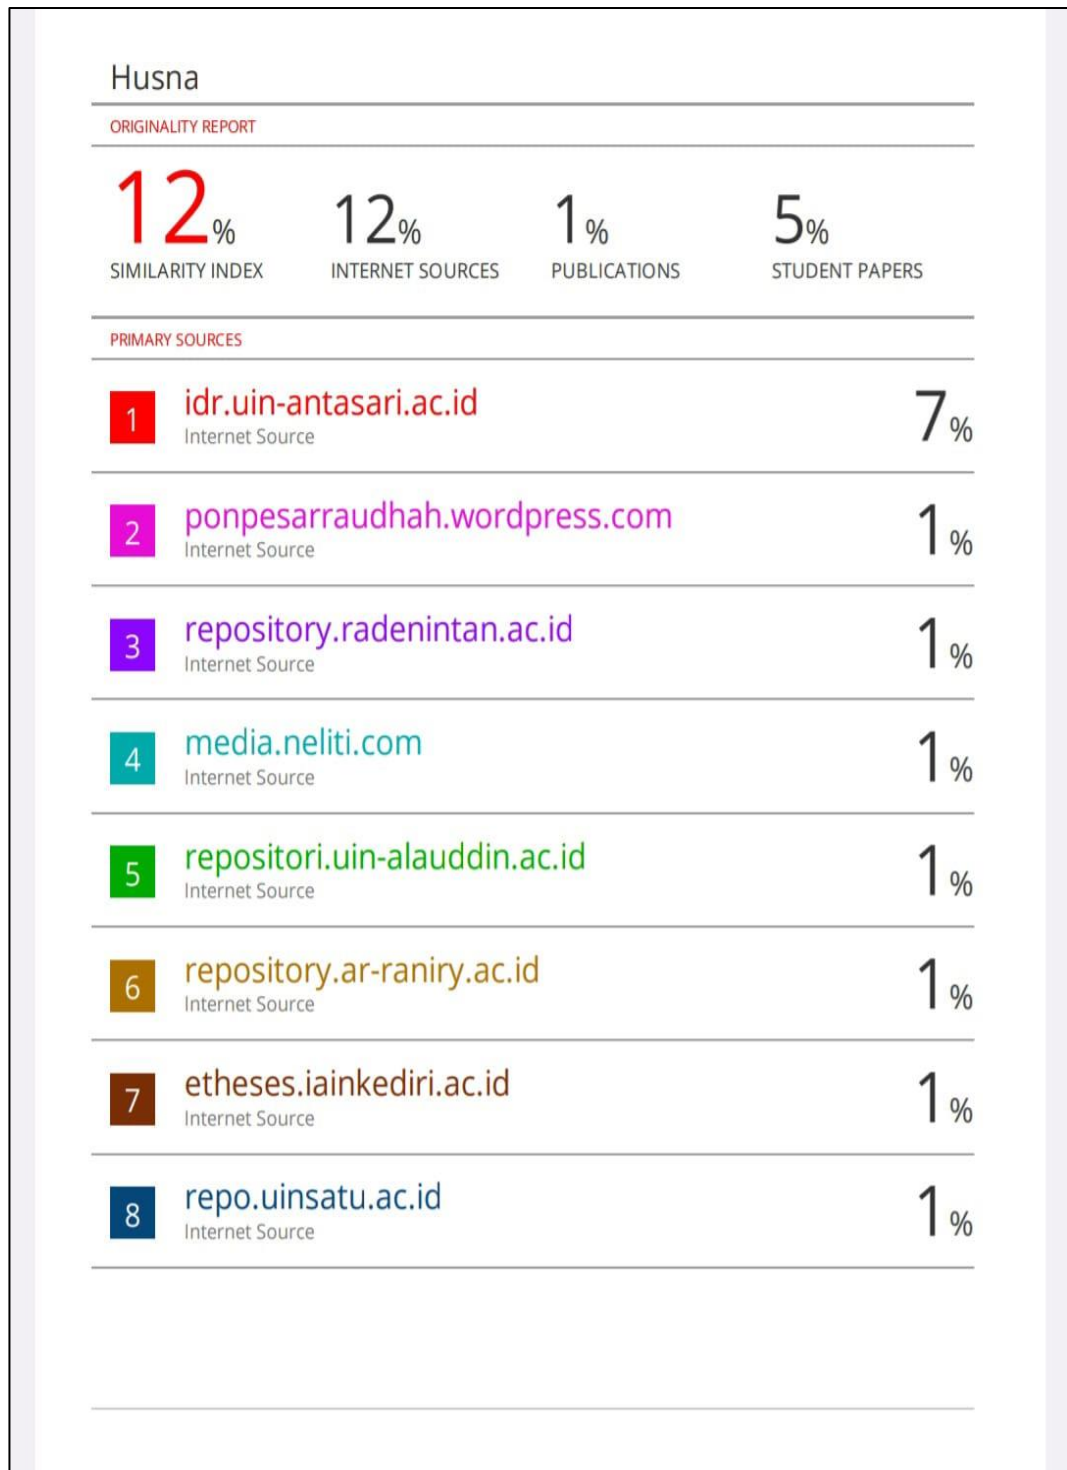 Husna
ORIGINALITY REPORT
12% 12% 1% 5%
SIMILARITY INDEX INTERNET SOURCES PUBLICATIONS STUDENT PAPERS
PRIMARY SOURCES
1 idr.uin-antasari.ac.id 7%
Internet Source
2 ponpesarraudhah.wordpress.com 1%
Internet Source
3 repository.radenintan.ac.id 1%
Internet Source
4 media.neliti.com 1%
Internet Source
5 repositori.uin-alauddin.ac.id 1%
Internet Source
6 repository.ar-raniry.ac.id 1%
Internet Source
7 etheses.iainkediri.ac.id 1%
Internet Source
8 repo.uinsatu.ac.id 1%
Internet Source